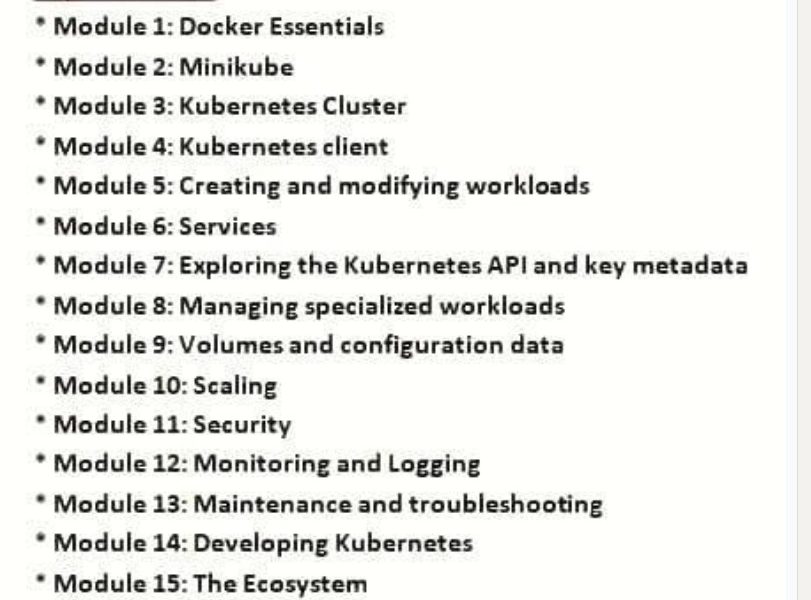 * Module 1: Docker Essentials
* Module 2: Minikube
* Module 3: Kubernetes Cluster
* Module 4: Kubernetes client
* Module 5: Creating and modifying workloads
* Module 6: Services
* Module 7: Exploring the Kubernetes API and key metadata
* Module 8: Managing specialized workloads
* Module 9: Volumes and configuration data
* Module 10: Scaling
* Module 11: Security
* Module 12: Monitoring and Logging
* Module 13: Maintenance and troubleshooting
* Module 14: Developing Kubernetes
* Module 15: The Ecosystem